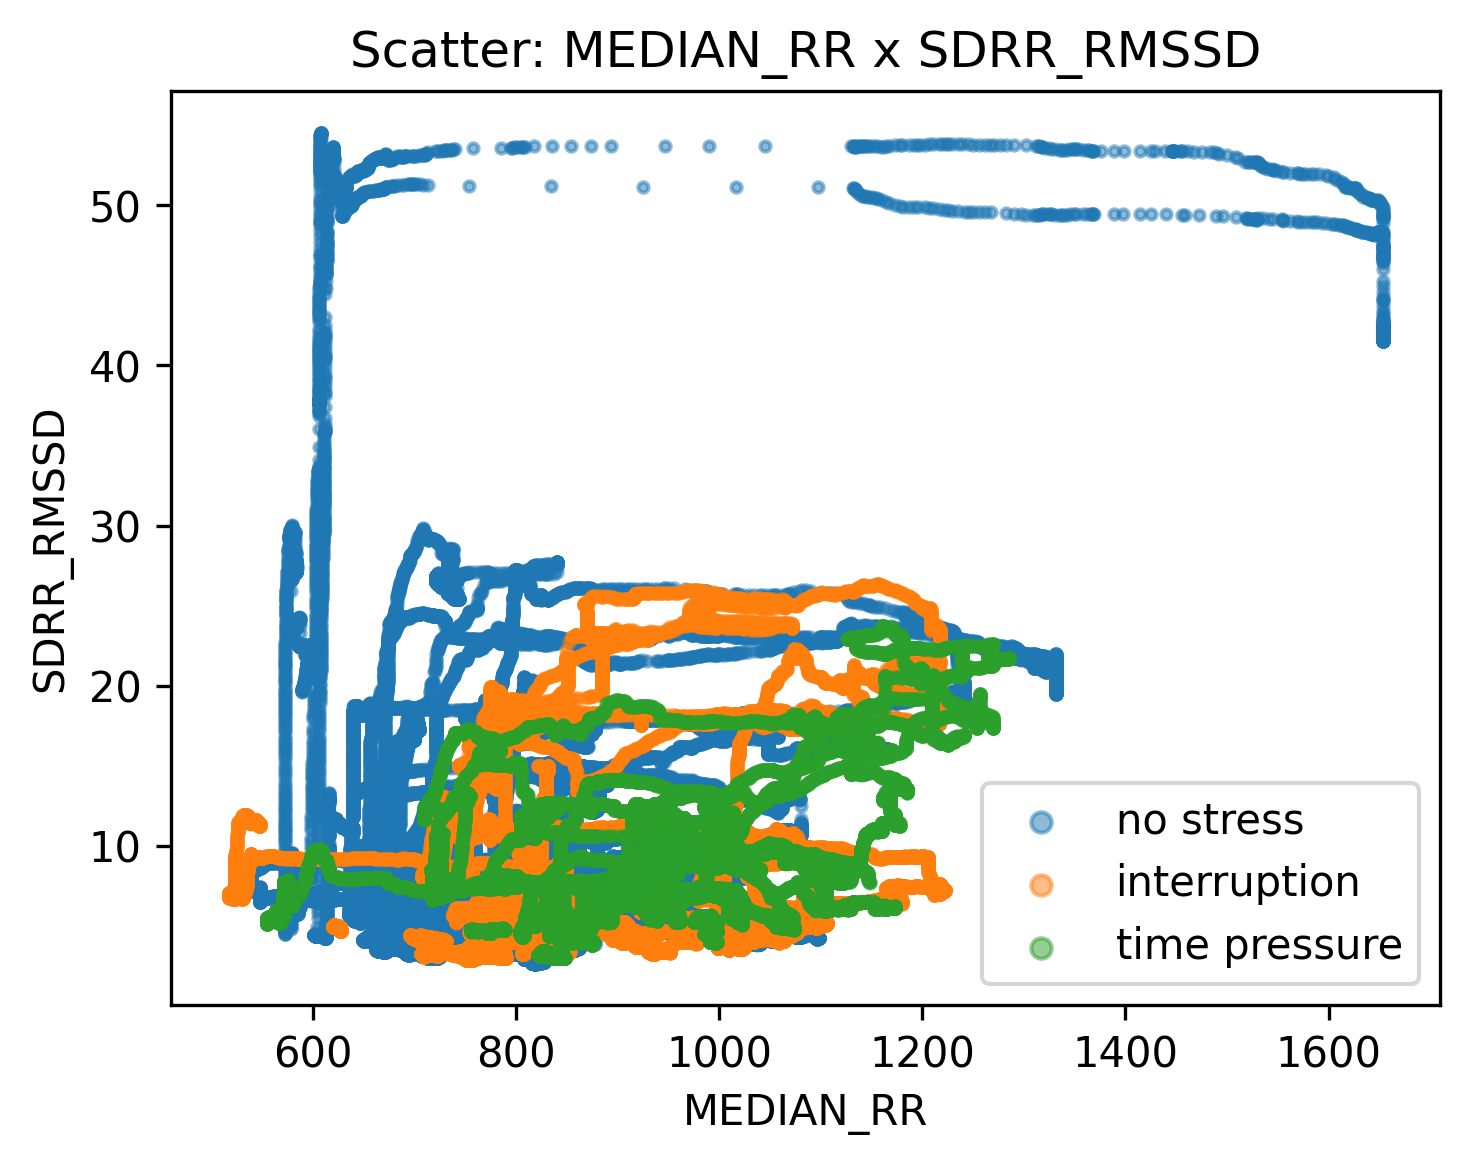 Scatter: MEDIAN_RR x SDRR_RMSSD
50
40
30
20
10
SDRR_RMSSD
no stress
interruption
time pressure
600 800 1000 1200 1400 1600
MEDIAN_RR